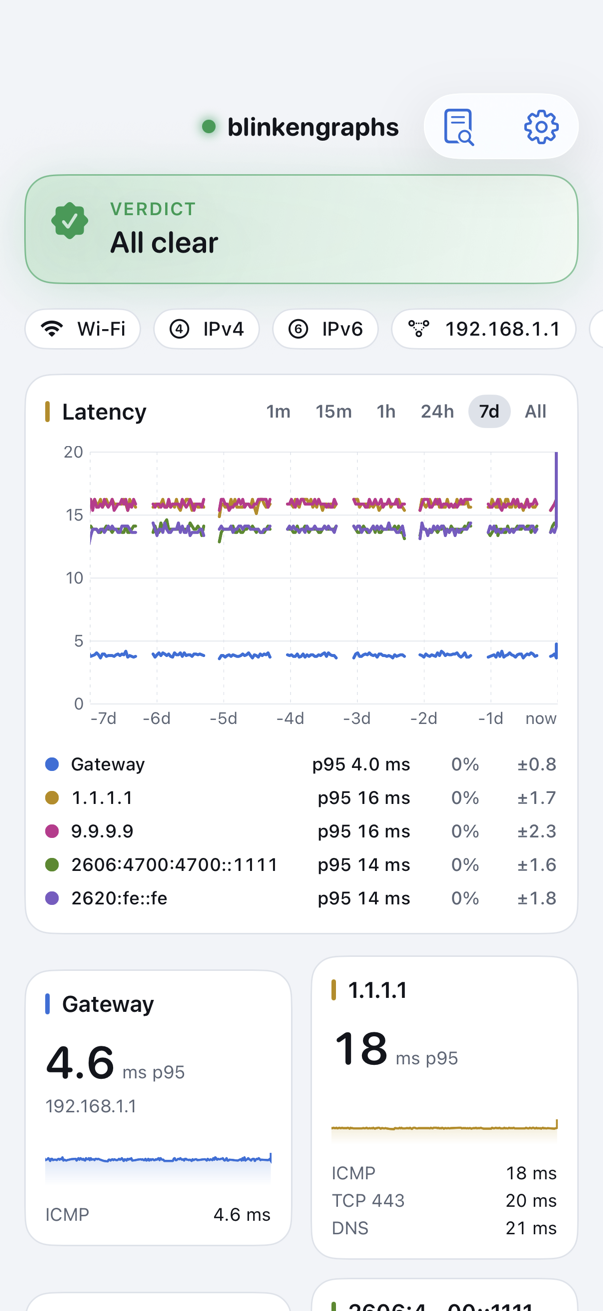 blinkengraphs
VERDICT
All clear
Wi-Fi 4 IPv4 6 IPv6 192.168.1.1
Latency 1m 15m 1h 24h 7d All
20
15
10
5
0
-7d -6d -5d -4d -3d -2d -1d now
Gateway p95 4.0 ms 0% ±0.8
1.1.1.1 p95 16 ms 0% ±1.7
9.9.9.9 p95 16 ms 0% ±2.3
2606:4700:4700::1111 p95 14 ms 0% ±1.6
2620:fe::fe p95 14 ms 0% ±1.8
Gateway
4.6 ms p95
192.168.1.1
ICMP 4.6 ms
1.1.1.1
18 ms p95
ICMP 18 ms
TCP 443 20 ms
DNS 21 ms